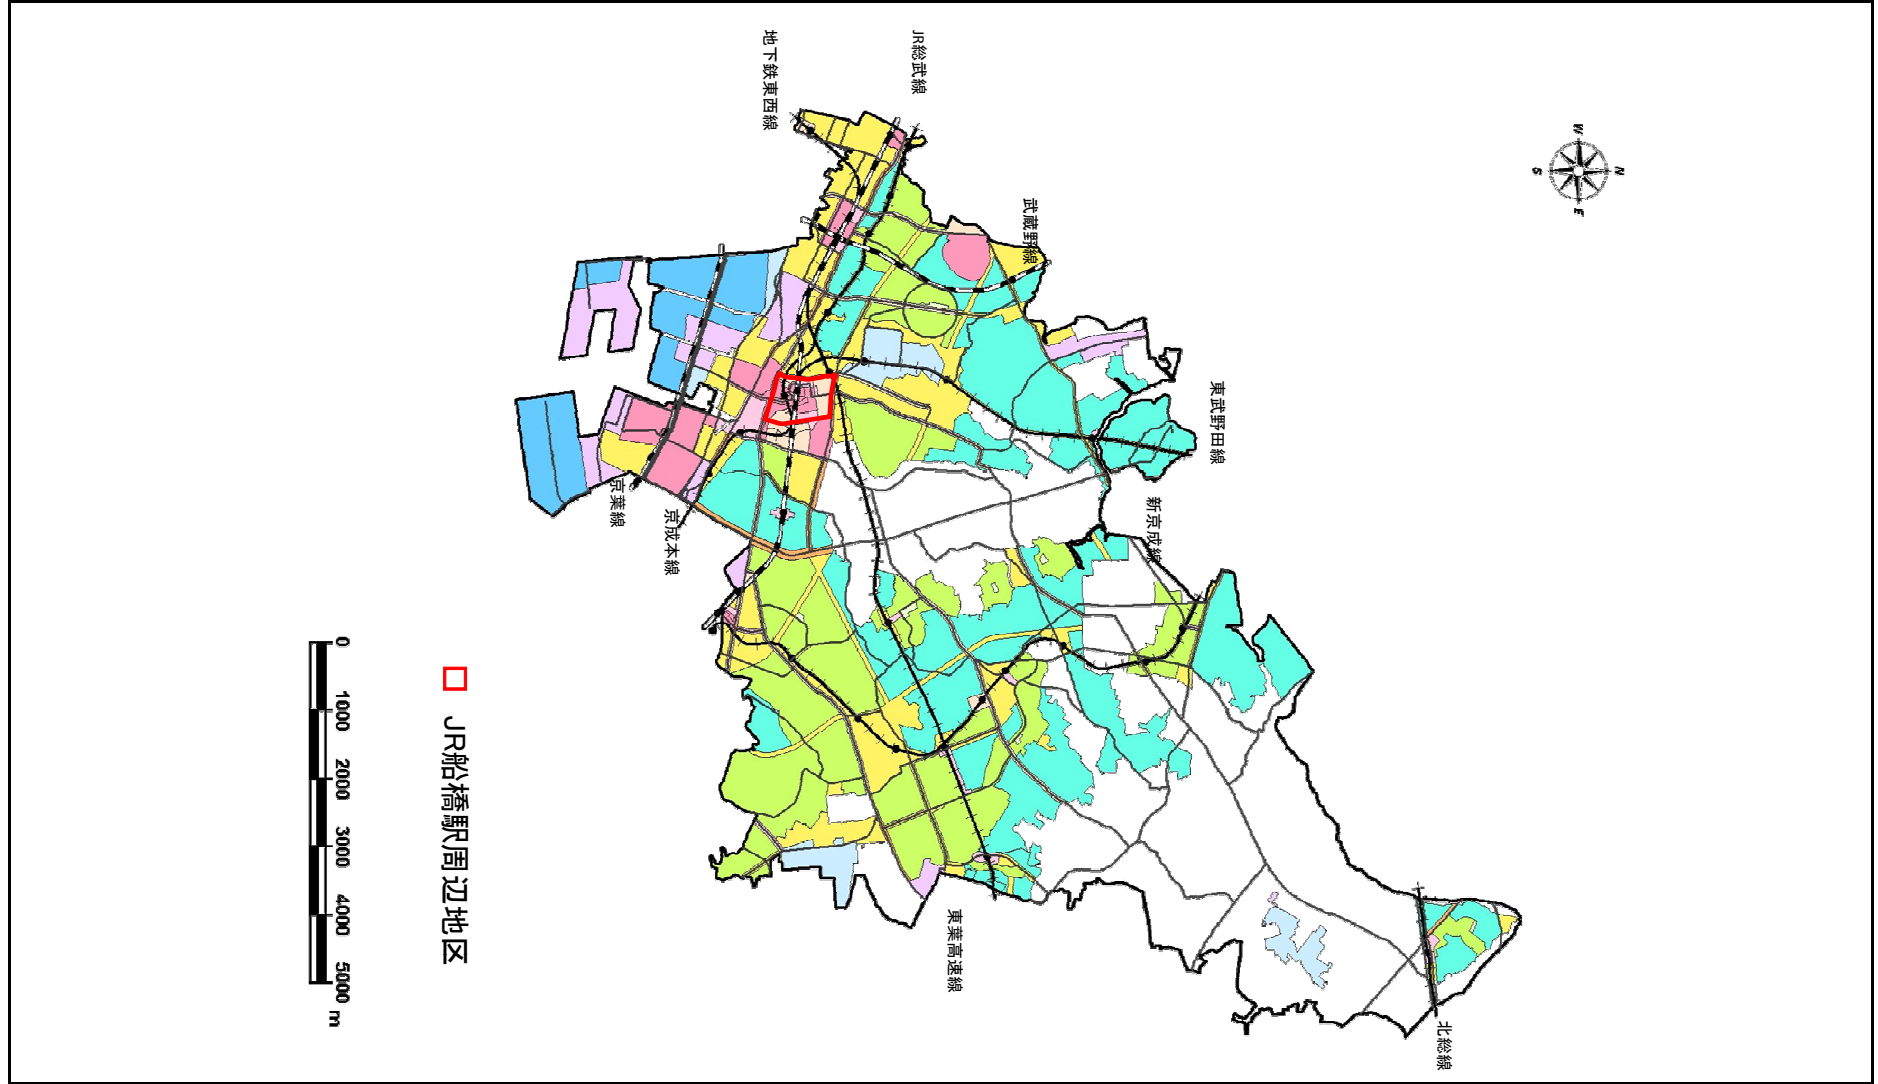 地下鉄東西線
JR総武線
武蔵野線
東武野田線
新京成線
京葉線
京成本線
東葉高速線
北総線
W
N
S
E
JR船橋駅周辺地区
0 1000 2000 3000 4000 5000 m